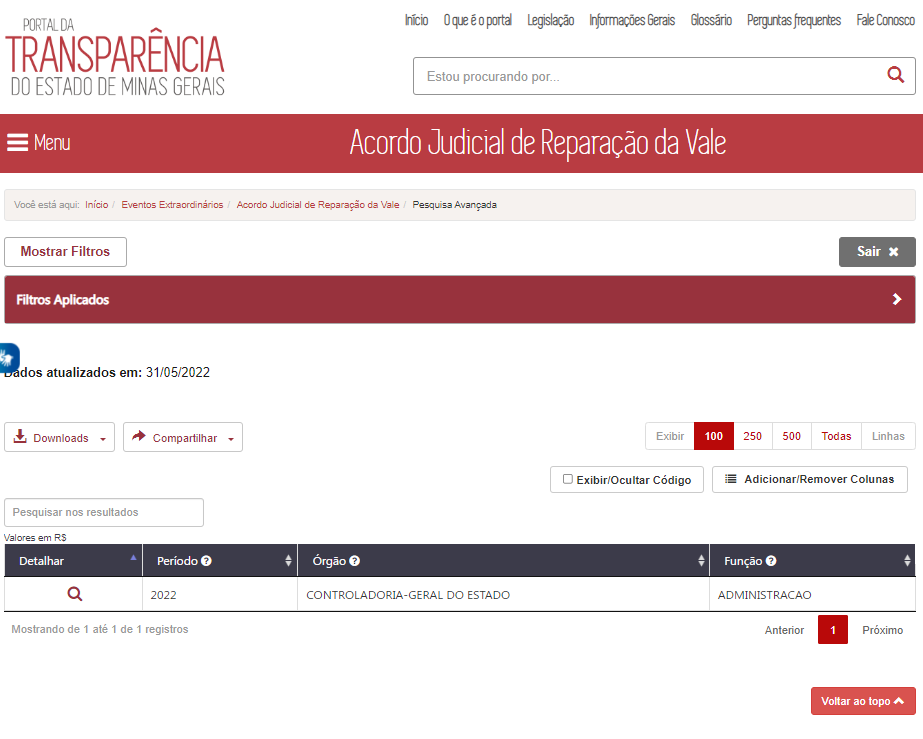 PORTAL DA
TRANSPARÊNCIA
DO ESTADO DE MINAS GERAIS
Início O que é o portal Legislação Informações Gerais Glossário Perguntas frequentes Fale Conosco
Estou procurando por...
Menu
Acordo Judicial de Reparação da Vale
Você está aqui: Início / Eventos Extraordinários / Acordo Judicial de Reparação da Vale / Pesquisa Avançada
Mostrar Filtros
Sair ×
Filtros Aplicados
Dados atualizados em: 31/05/2022
Downloads Compartilhar
Exibir 100 250 500 Todas Linhas
Exibir/Ocultar Código Adicionar/Remover Colunas
Pesquisar nos resultados
Valores em R$
Detalhar Período ? Órgão ? Função ?
2022 CONTROLADORIA-GERAL DO ESTADO ADMINISTRACAO
Mostrando de 1 até 1 de 1 registros
Anterior 1 Próximo
Voltar ao topo